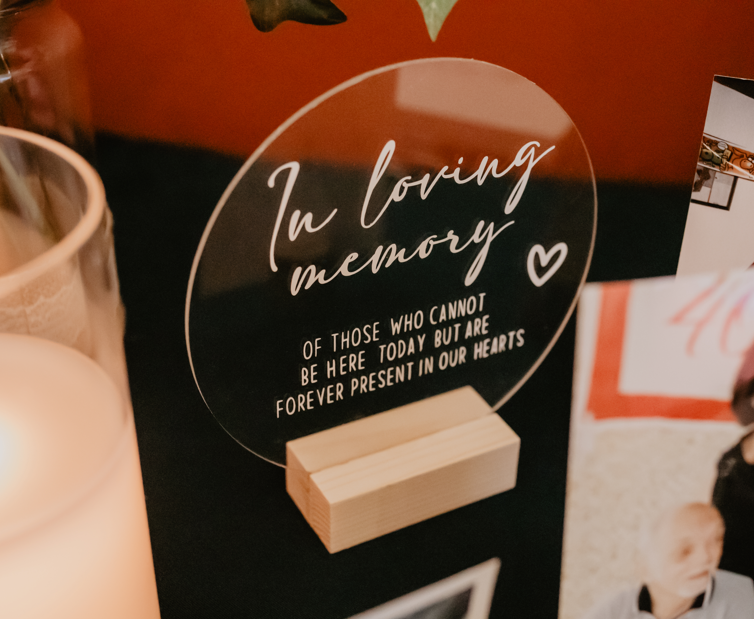 In loving
memory
OF THOSE WHO CANNOT
BE HERE TODAY BUT ARE
FOREVER PRESENT IN OUR HEARTS